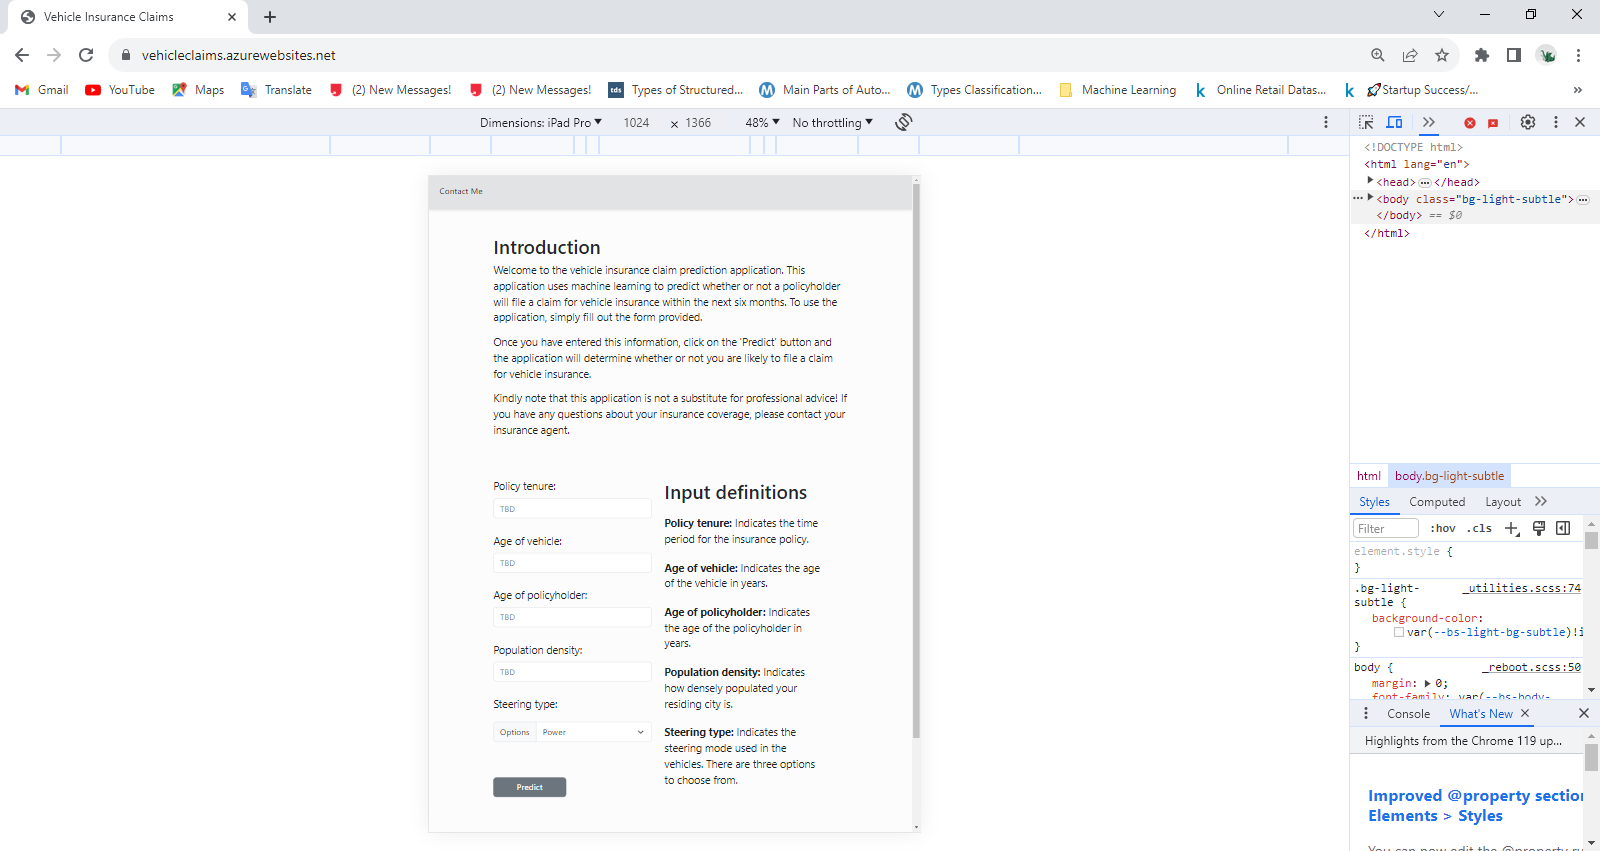 Vehicle Insurance Claims
vehicleclaims.azurewebsites.net
Gmail YouTube Maps Translate (2) New Messages! (2) New Messages! tds Types of Structured... M Main Parts of Auto... M Types Classification... Machine Learning k Online Retail Datas... k Startup Success/... »
Dimensions: iPad Pro 1024 × 1366 48% No throttling
Contact Me
Introduction
Welcome to the vehicle insurance claim prediction application. This
application uses machine learning to predict whether or not a policyholder
will file a claim for vehicle insurance within the next six months. To use the
application, simply fill out the form provided.
Once you have entered this information, click on the 'Predict' button and
the application will determine whether or not you are likely to file a claim
for vehicle insurance.
Kindly note that this application is not a substitute for professional advice! If
you have any questions about your insurance coverage, please contact your
insurance agent.
Policy tenure:
TBD
Age of vehicle:
TBD
Age of policyholder:
TBD
Population density:
TBD
Steering type:
Options Power
Predict
Input definitions
Policy tenure: Indicates the time
period for the insurance policy.
Age of vehicle: Indicates the age
of the vehicle in years.
Age of policyholder: Indicates
the age of the policyholder in
years.
Population density: Indicates
how densely populated your
residing city is.
Steering type: Indicates the
steering mode used in the
vehicles. There are three options
to choose from.
<!DOCTYPE html>
<html lang="en">
<head>…</head>
<body class="bg-light-subtle">…
</body> == $0
</html>
html body.bg-light-subtle
Styles Computed Layout »
Filter :hov .cls
element.style {
}
.bg-light- _utilities.scss:74
subtle {
background-color:
var(--bs-light-bg-subtle)!i
}
body { _reboot.scss:50
margin: 0;
font-family: var(--bs-body-
Console What's New
Highlights from the Chrome 119 up...
Improved @property section
Elements > Styles
You can now edit the @property ru